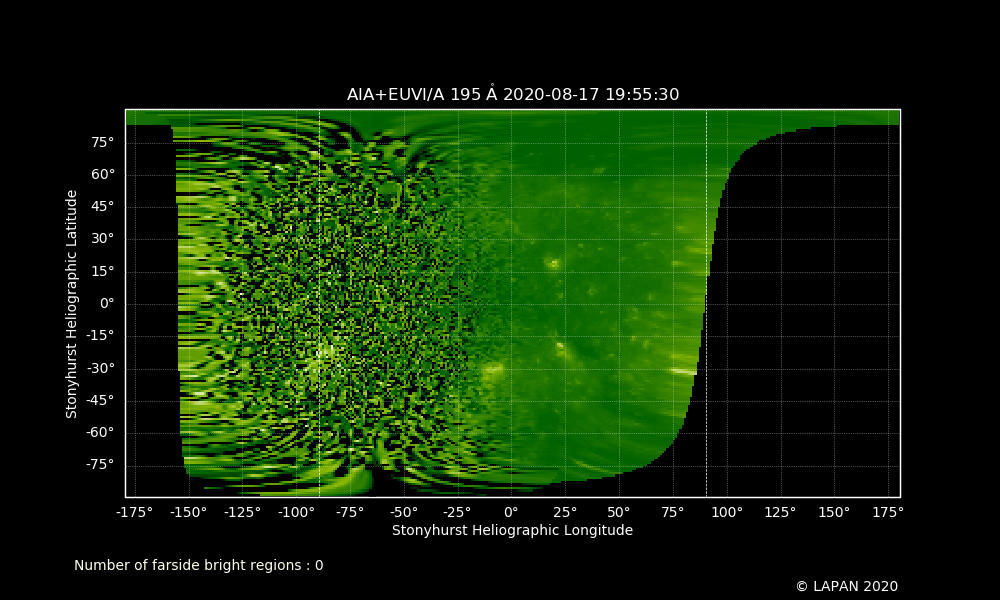 AIA+EUVI/A 195 Å 2020-08-17 19:55:30
Stonyhurst Heliographic Latitude
75°
60°
45°
30°
15°
0°
-15°
-30°
-45°
-60°
-75°
-175° -150° -125° -100° -75° -50° -25° 0° 25° 50° 75° 100° 125° 150° 175°
Stonyhurst Heliographic Longitude
Number of farside bright regions : 0
© LAPAN 2020